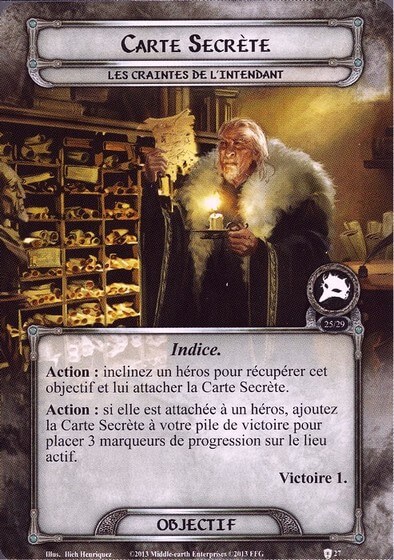 CARTE SECRÈTE
LES CRAINTES DE L'INTENDANT
25/29
Indice.
Action : inclinez un héros pour récupérer cet
objectif et lui attacher la Carte Secrète.
Action : si elle est attachée à un héros, ajoutez
la Carte Secrète à votre pile de victoire pour
placer 3 marqueurs de progression sur le lieu
actif.
Victoire 1.
OBJECTIF
Illus. Ilich Henriquez ©2013 Middle-earth Enterprises ©2013 FFG 27